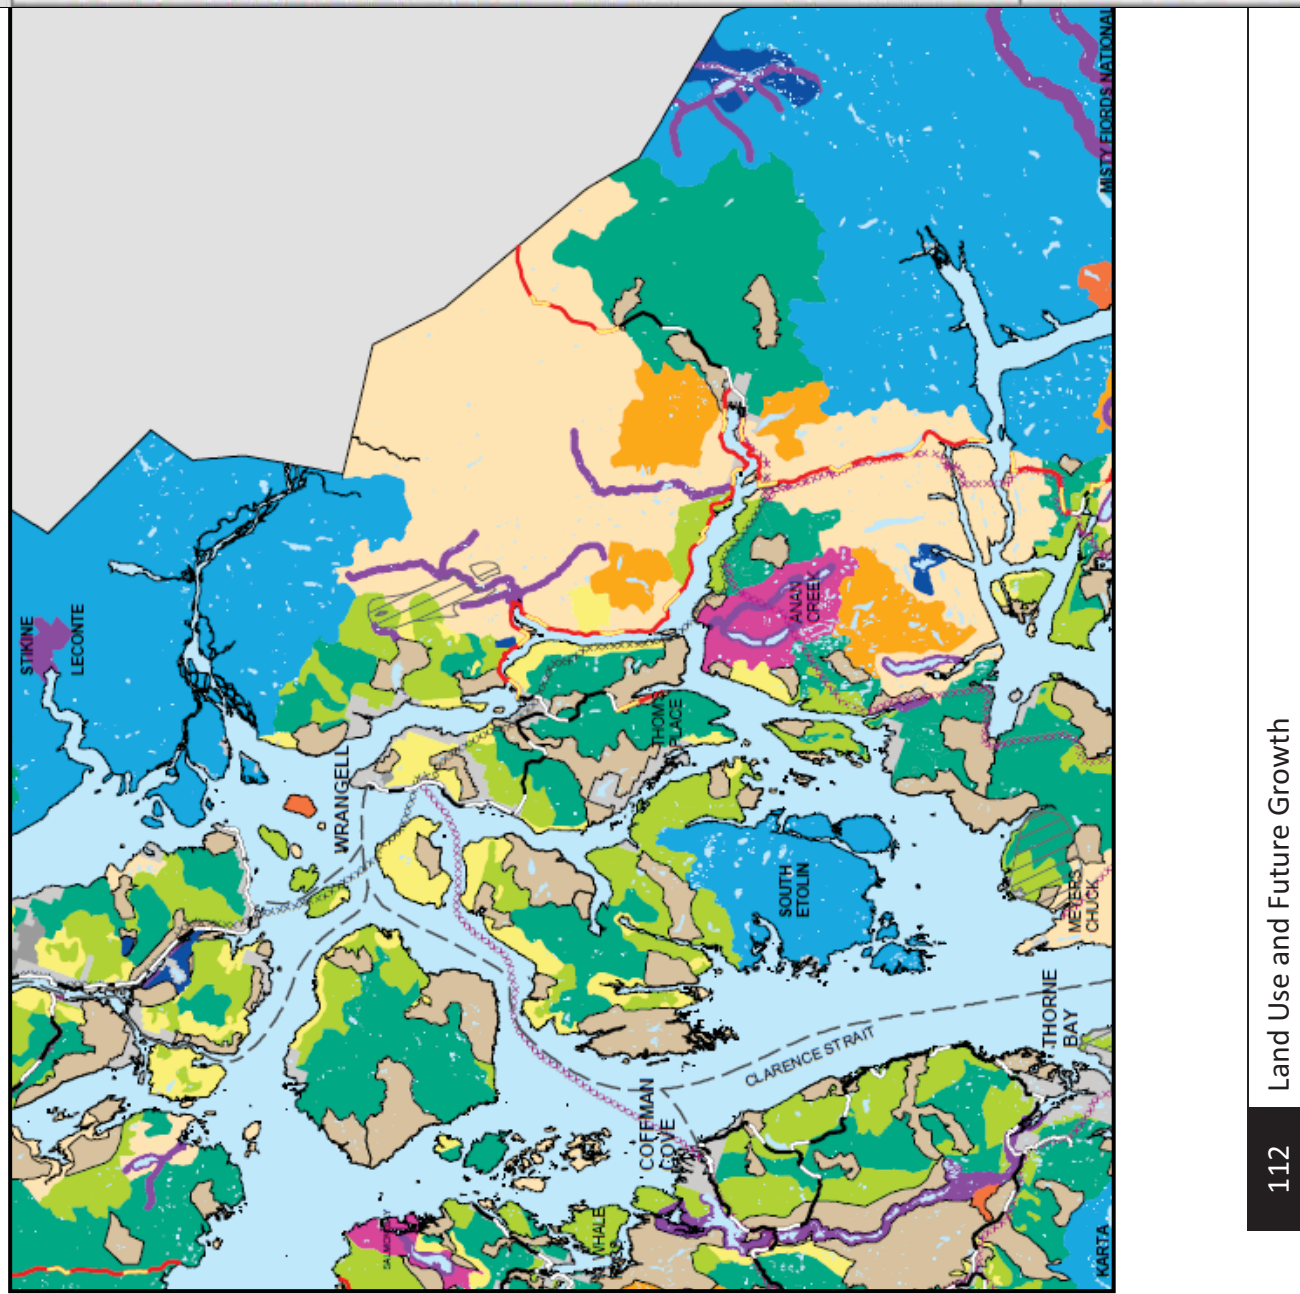 MISTY FIORDS NATIONAL
STIKINE
LECONTE
WRANGELL
THOMS
PLACE
ANAN
CREEK
SOUTH
ETOLIN
MEYERS
CHUCK
THORNE
BAY
CLARENCE STRAIT
COFFMAN
COVE
WHALE
KARTA
Land Use and Future Growth
112